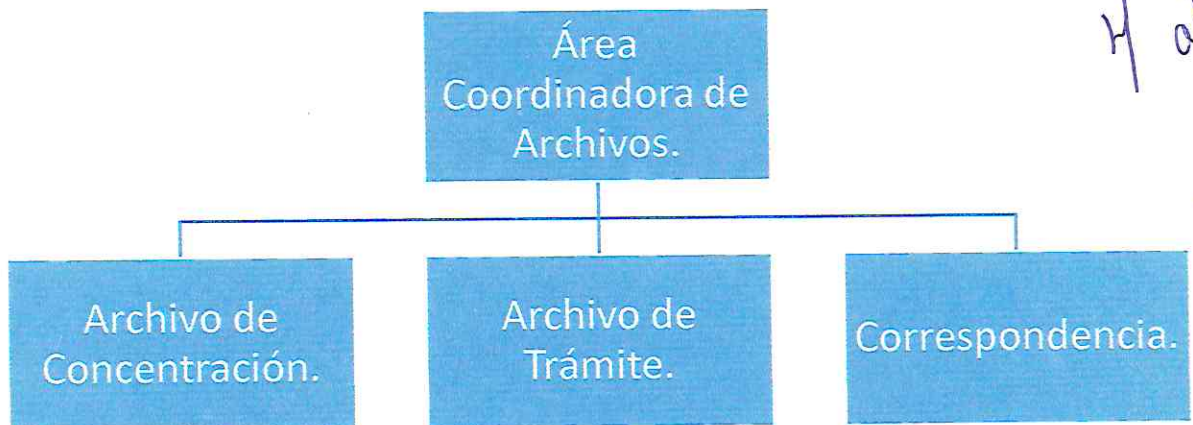 Área
Coordinadora de
Archivos.
Archivo de
Concentración.
Archivo de
Trámite.
Correspondencia.